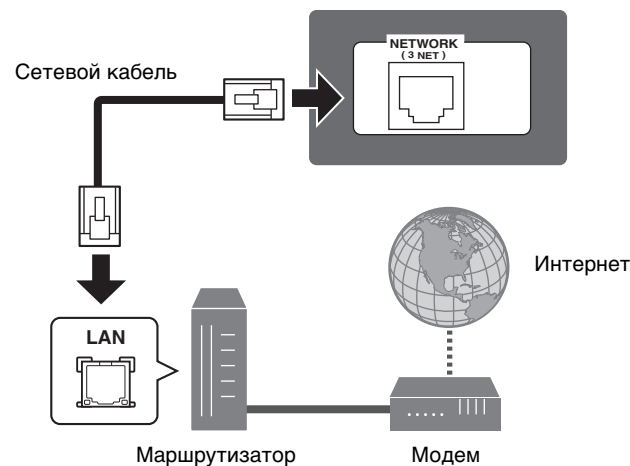 NETWORK
( 3 NET )
Сетевой кабель
Интернет
LAN
Маршрутизатор
Модем